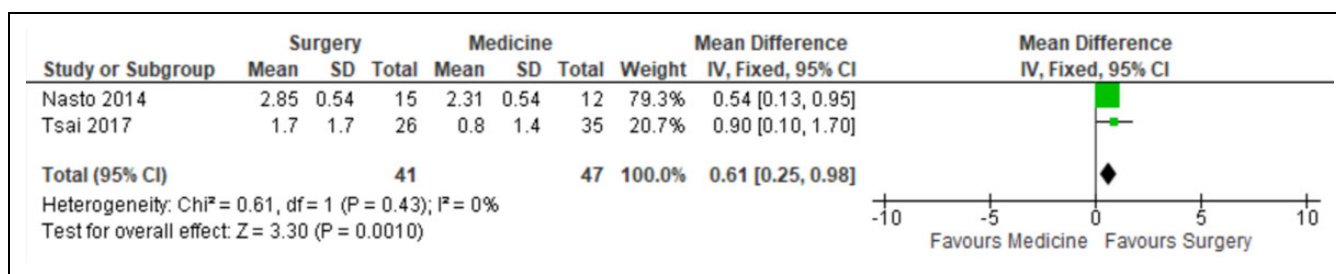 Surgery Medicine Mean Difference Mean Difference
Study or Subgroup Mean SD Total Mean SD Total Weight IV, Fixed, 95% CI IV, Fixed, 95% CI
Nasto 2014 2.85 0.54 15 2.31 0.54 12 79.3% 0.54 [0.13, 0.95]
Tsai 2017 1.7 1.7 26 0.8 1.4 35 20.7% 0.90 [0.10, 1.70]
Total (95% CI) 41 47 100.0% 0.61 [0.25, 0.98]
Heterogeneity: Chi² = 0.61, df = 1 (P = 0.43); I² = 0%
Test for overall effect: Z = 3.30 (P = 0.0010)
-10 -5 0 5 10
Favours Medicine Favours Surgery